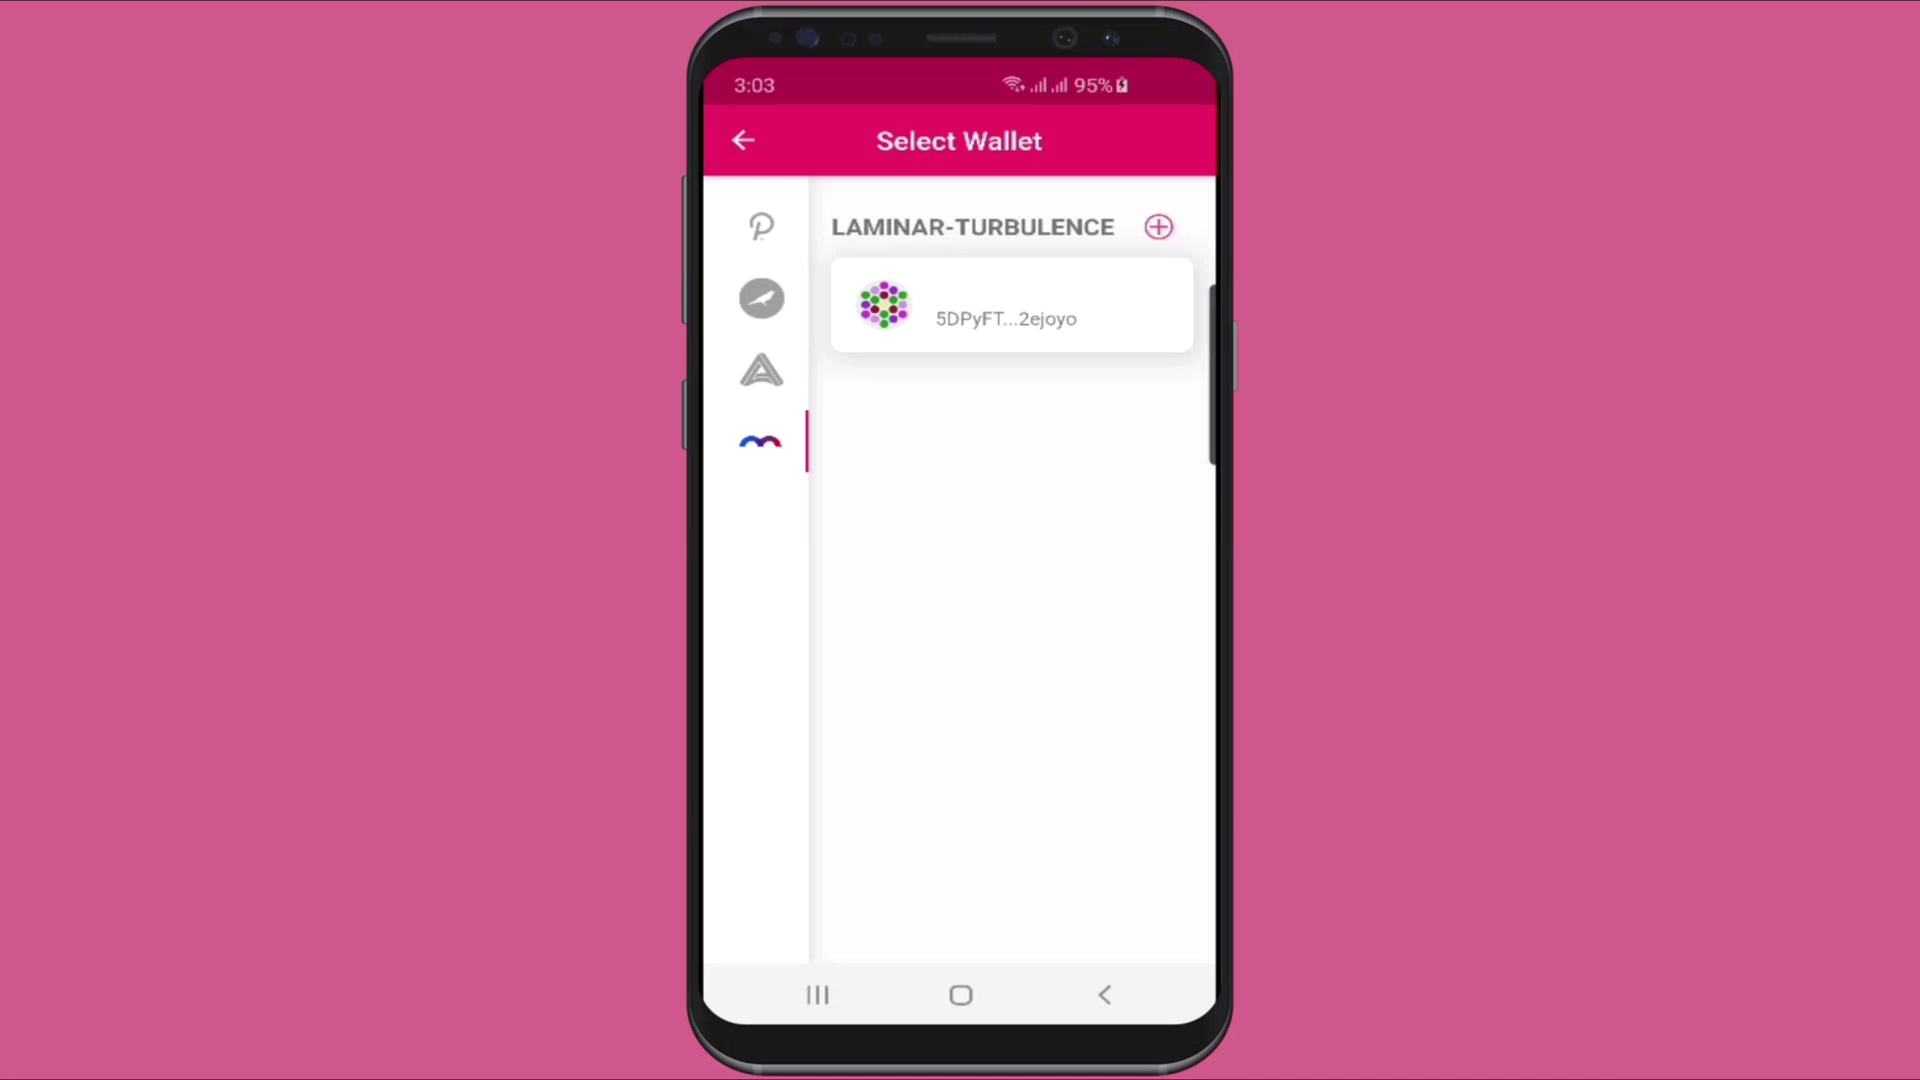 3:03
95%
Select Wallet
LAMINAR-TURBULENCE
5DPyFT...2ejoyo